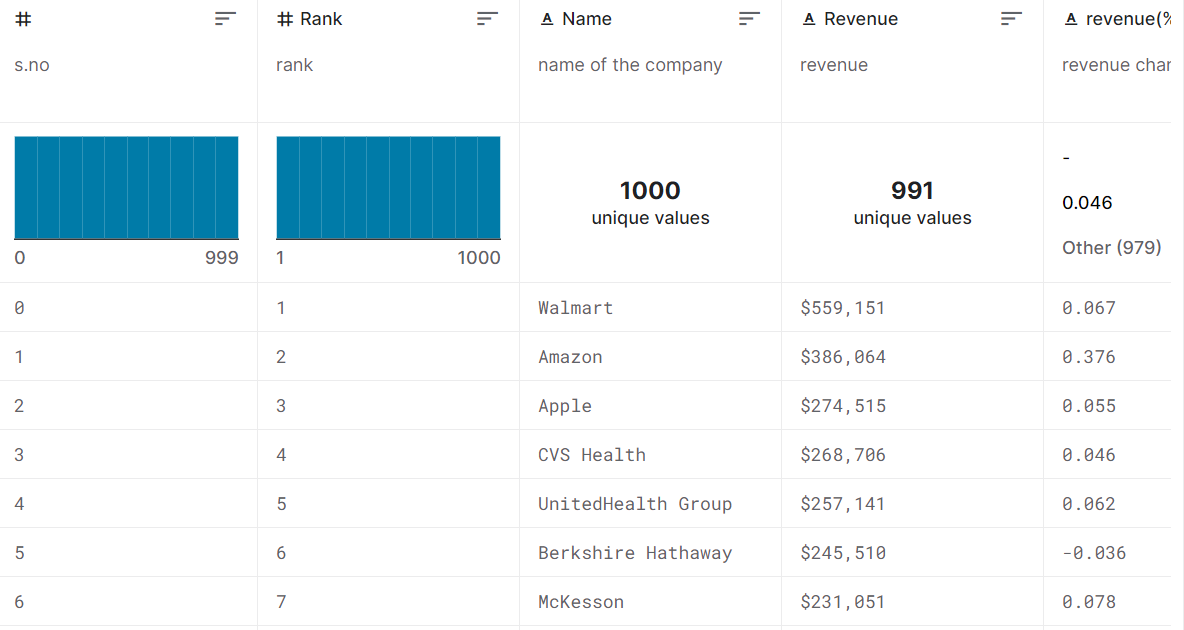 # Rank A Name A Revenue A revenue(%
s.no rank name of the company revenue revenue char
-
1000 991
0.046
unique values unique values
Other (979)
0 999 1 1000
0 1 Walmart $559,151 0.067
1 2 Amazon $386,064 0.376
2 3 Apple $274,515 0.055
3 4 CVS Health $268,706 0.046
4 5 UnitedHealth Group $257,141 0.062
5 6 Berkshire Hathaway $245,510 -0.036
6 7 McKesson $231,051 0.078